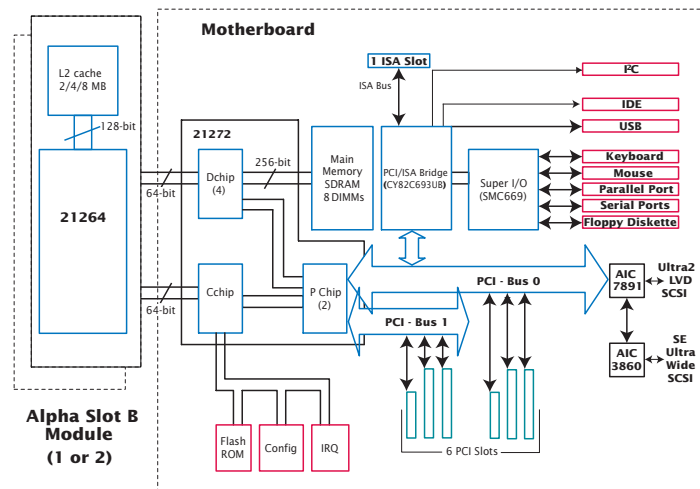 Motherboard
1 ISA Slot
ISA Bus
I²C
IDE
USB
L2 cache
2/4/8 MB
128-bit
21264
64-bit
64-bit
21272
Dchip
(4)
256-bit
Main
Memory
SDRAM
8 DIMMs
PCI/ISA Bridge
(CY82C693UB)
Super I/O
(SMC669)
Keyboard
Mouse
Parallel Port
Serial Ports
Floppy Diskette
Cchip
P Chip
(2)
PCI - Bus 0
PCI - Bus 1
AIC
7891
Ultra2
LVD
SCSI
AIC
3860
SE
Ultra
Wide
SCSI
Alpha Slot B
Module
(1 or 2)
Flash
ROM
Config
IRQ
6 PCI Slots